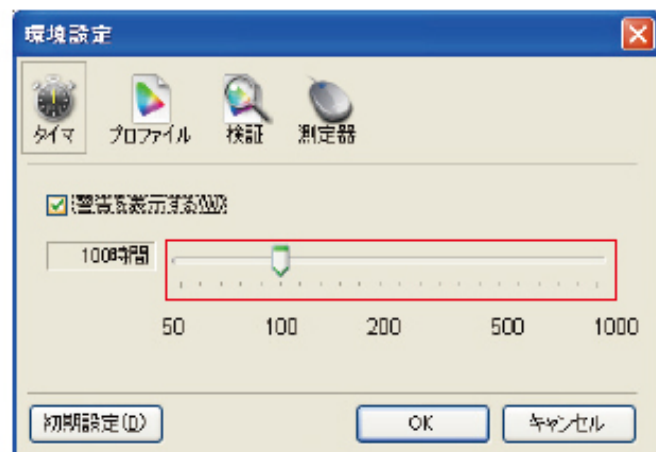 環境設定
タイマ プロファイル 検証 測定器
警告を表示する(W)
100時間
50 100 200 500 1000
初期設定(D) OK キャンセル